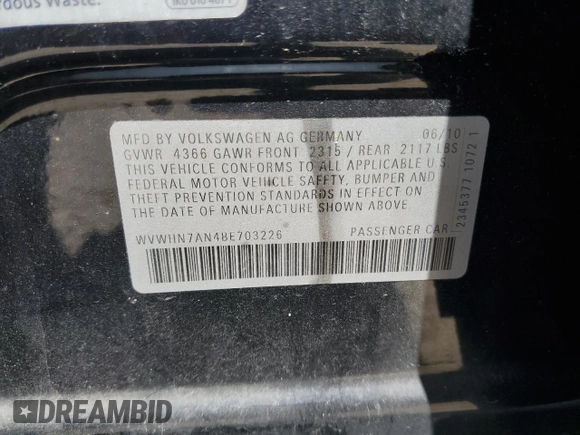 rdous Waste.
MFD BY VOLKSWAGEN AG GERMANY 06/10
GVWR 4366 GAWR FRONT 2315 / REAR 2117 LBS
THIS VEHICLE CONFORMS TO ALL APPLICABLE U.S.
FEDERAL MOTOR VEHICLE SAFETY, BUMPER AND
THEFT PREVENTION STANDARDS IN EFFECT ON
THE DATE OF MANUFACTURE SHOWN ABOVE.
WVWHN7AN4BE703226 PASSENGER CAR
2345377 1072 1
DREAMBID